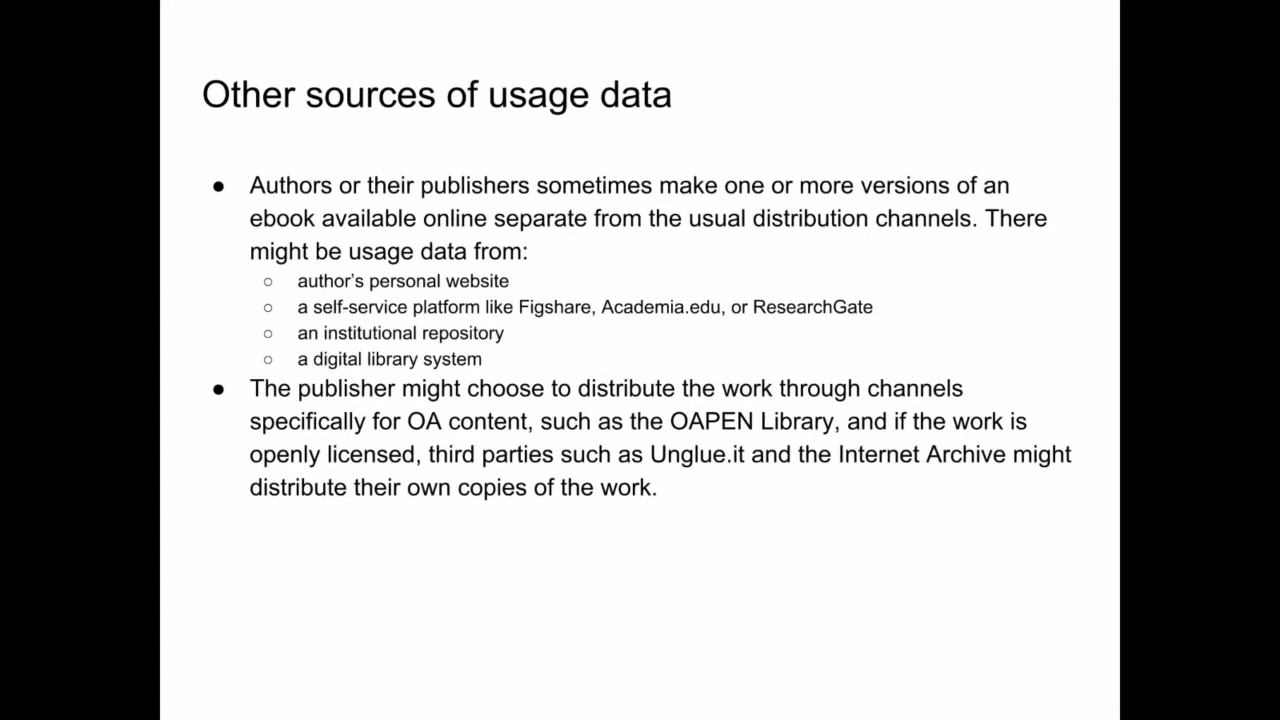 Other sources of usage data
● Authors or their publishers sometimes make one or more versions of an
ebook available online separate from the usual distribution channels. There
might be usage data from:
○ author’s personal website
○ a self-service platform like Figshare, Academia.edu, or ResearchGate
○ an institutional repository
○ a digital library system
● The publisher might choose to distribute the work through channels
specifically for OA content, such as the OAPEN Library, and if the work is
openly licensed, third parties such as Unglue.it and the Internet Archive might
distribute their own copies of the work.